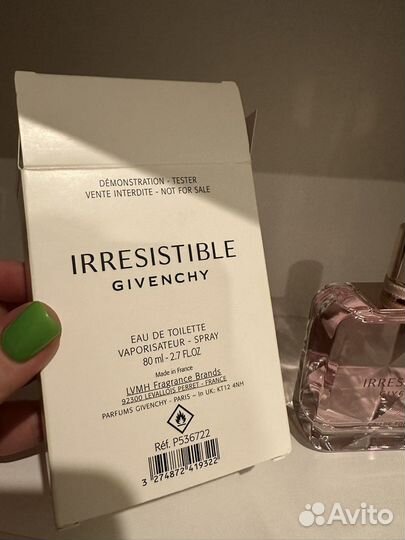 DÉMONSTRATION - TESTER
VENTE INTERDITE - NOT FOR SALE
IRRESISTIBLE
GIVENCHY
EAU DE TOILETTE
VAPORISATEUR - SPRAY
80 ml - 2.7 FL.OZ
Made in France
LVMH Fragrance Brands
92300 LEVALLOIS PERRET - FRANCE
PARFUMS GIVENCHY - PARIS - In UK: KT12 4NH
Réf. P536722
3 274872 419322
IRRES
GIVE
Avito